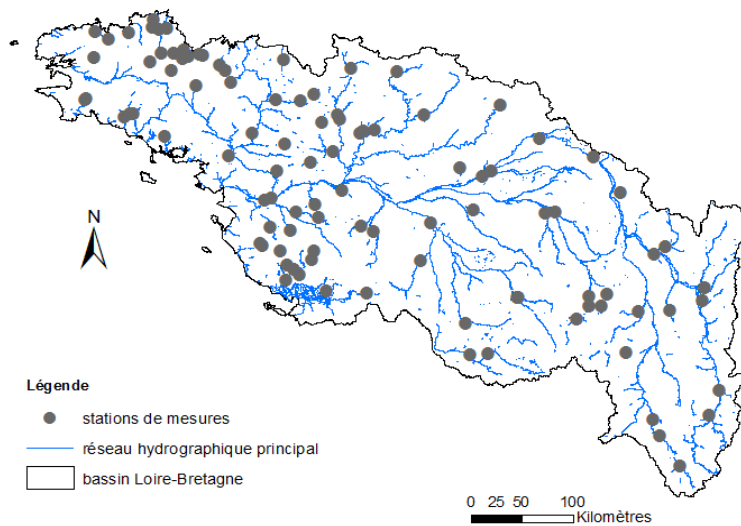 N
Légende
stations de mesures
réseau hydrographique principal
bassin Loire-Bretagne
0 25 50 100
Kilomètres